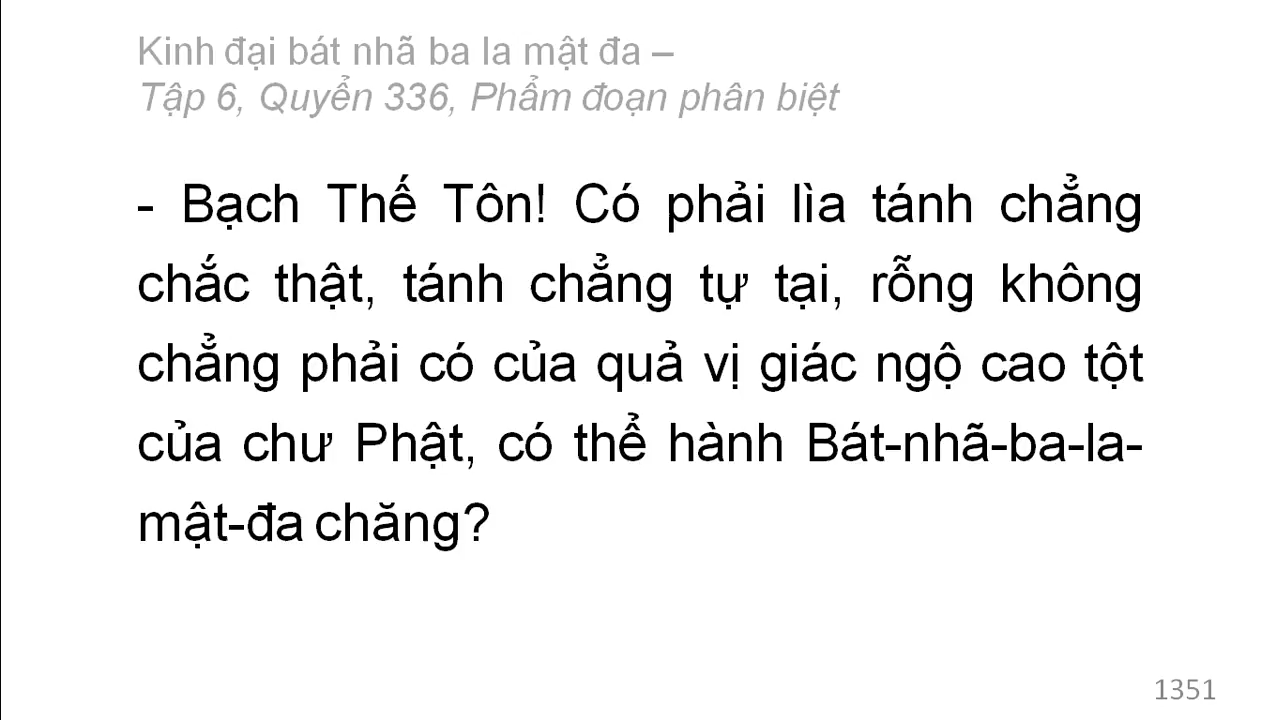 Kinh đại bát nhã ba la mật đa –
Tập 6, Quyển 336, Phẩm đoạn phân biệt
- Bạch Thế Tôn! Có phải lìa tánh chẳng
chắc thật, tánh chẳng tự tại, rỗng không
chẳng phải có của quả vị giác ngộ cao tột
của chư Phật, có thể hành Bát-nhã-ba-la-
mật-đa chăng?
1351